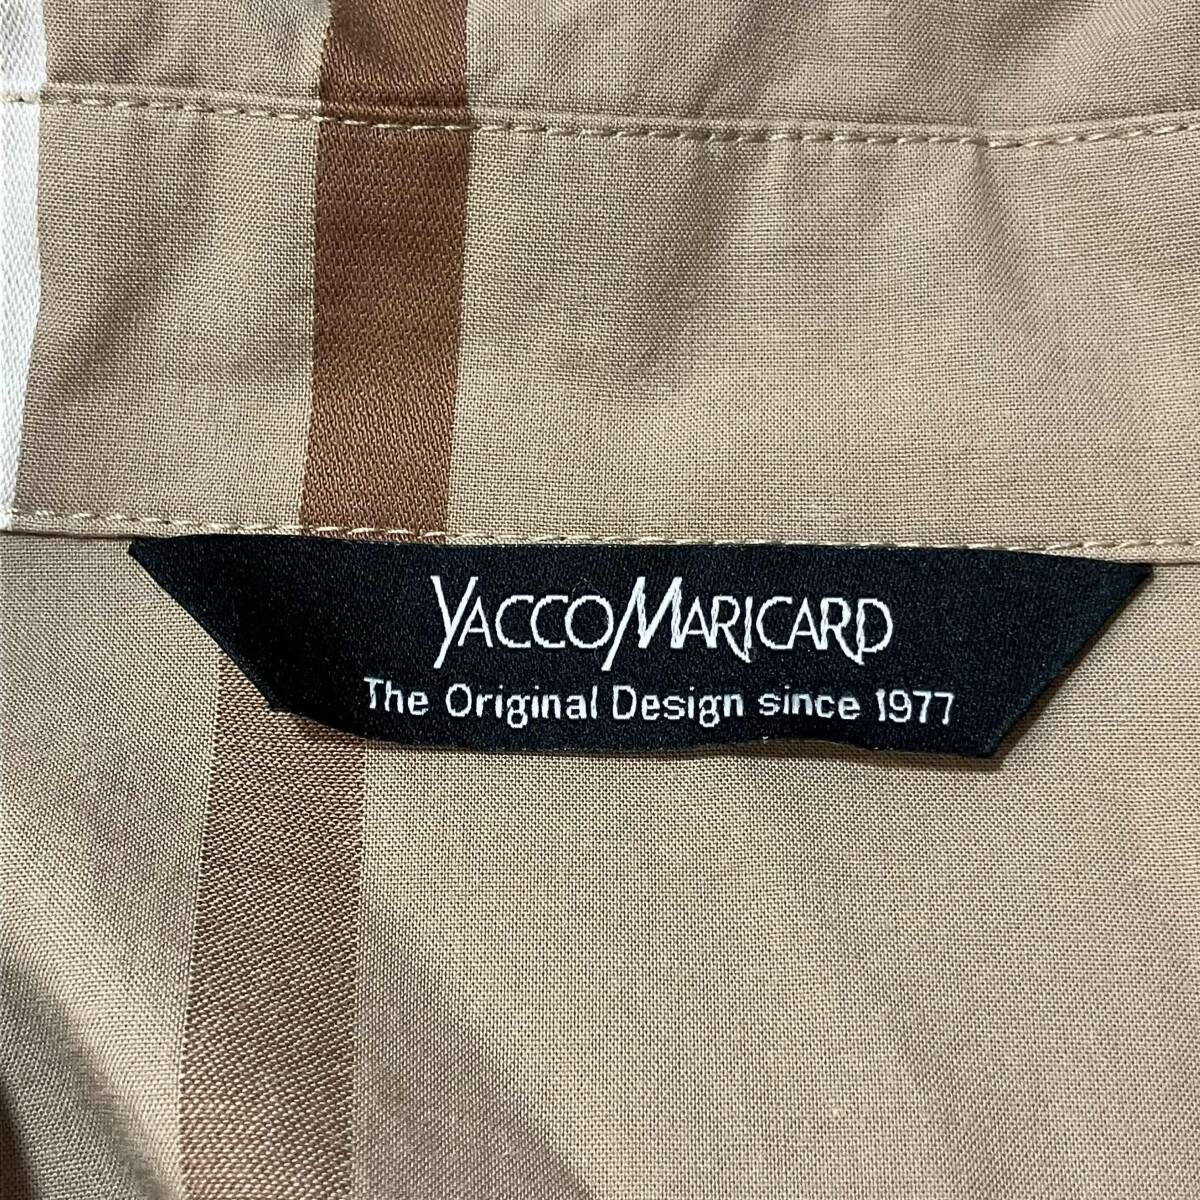 YACCOMARICARD
The Original Design since 1977